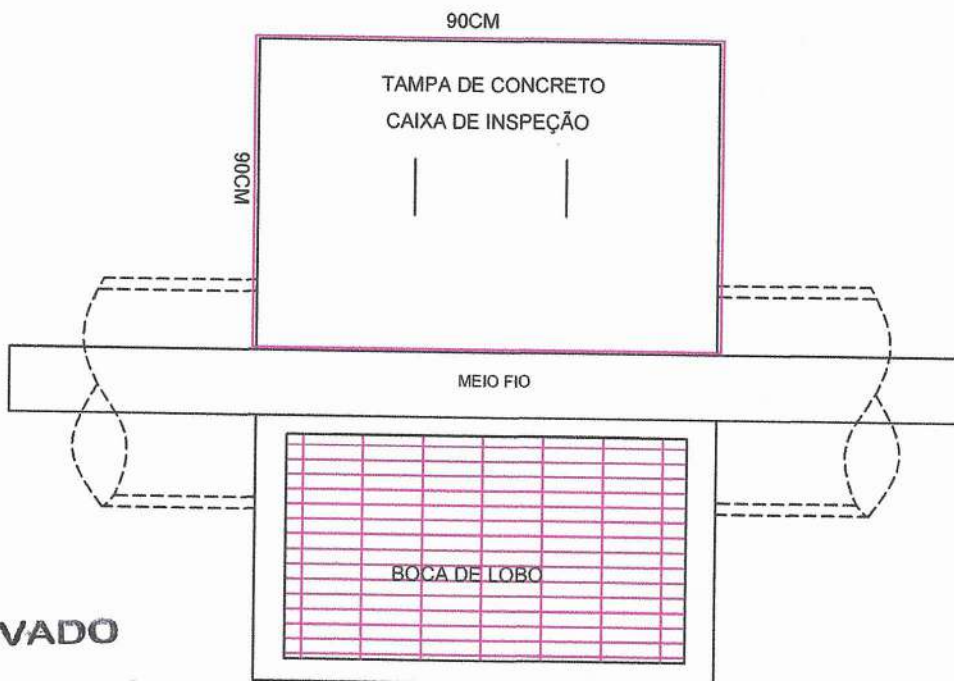 90CM
TAMPA DE CONCRETO
CAIXA DE INSPEÇÃO
90CM
MEIO FIO
BOCA DE LOBO
VADO